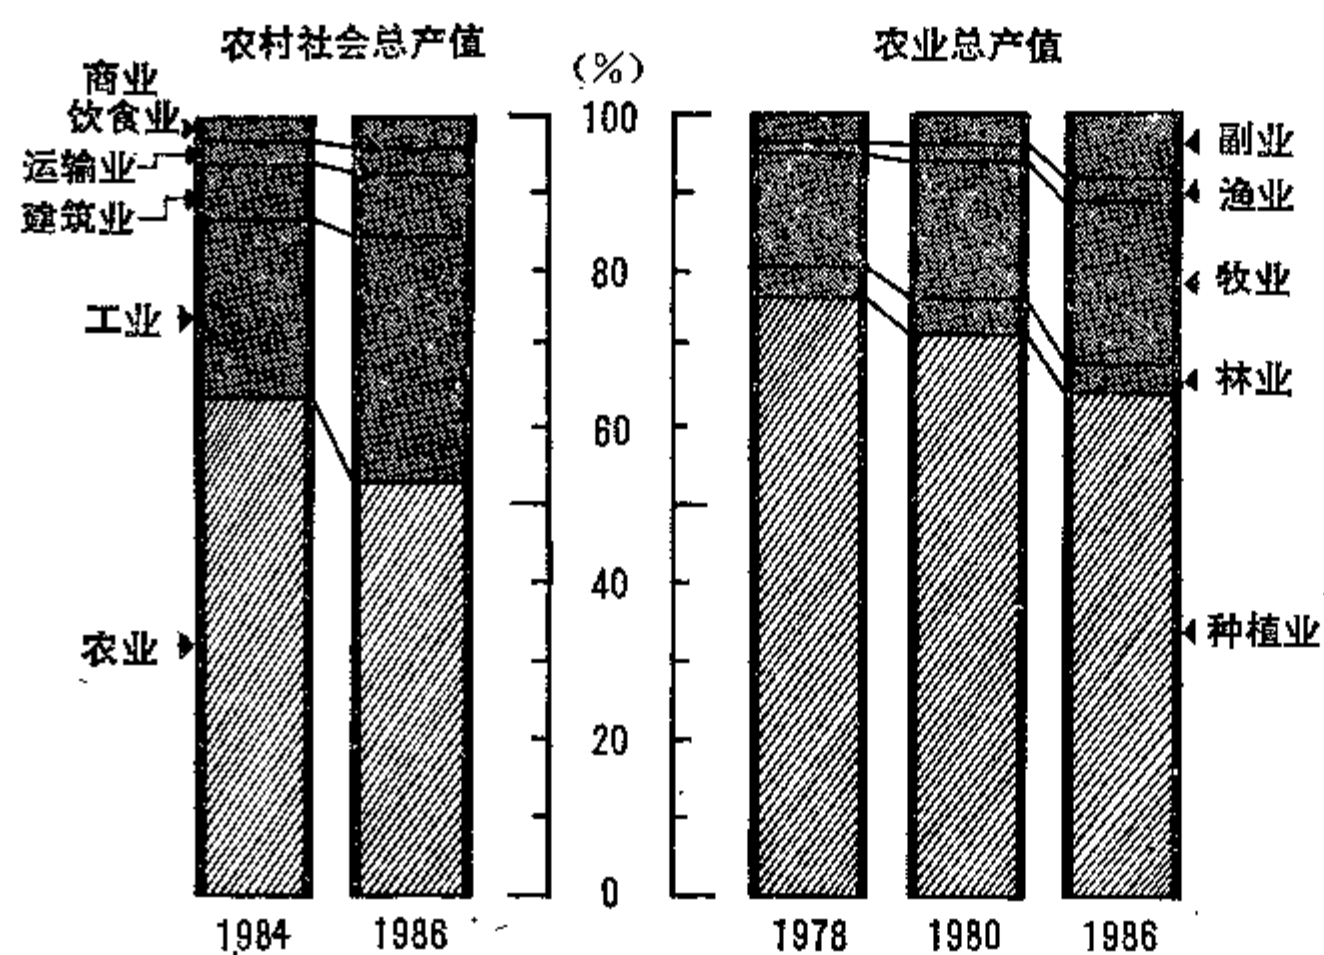 农村社会总产值
商业
饮食业
运输业
建筑业
工业
农业
1984
1986
(%)
100
80
60
40
20
0
农业总产值
副业
渔业
牧业
林业
种植业
1978
1980
1986